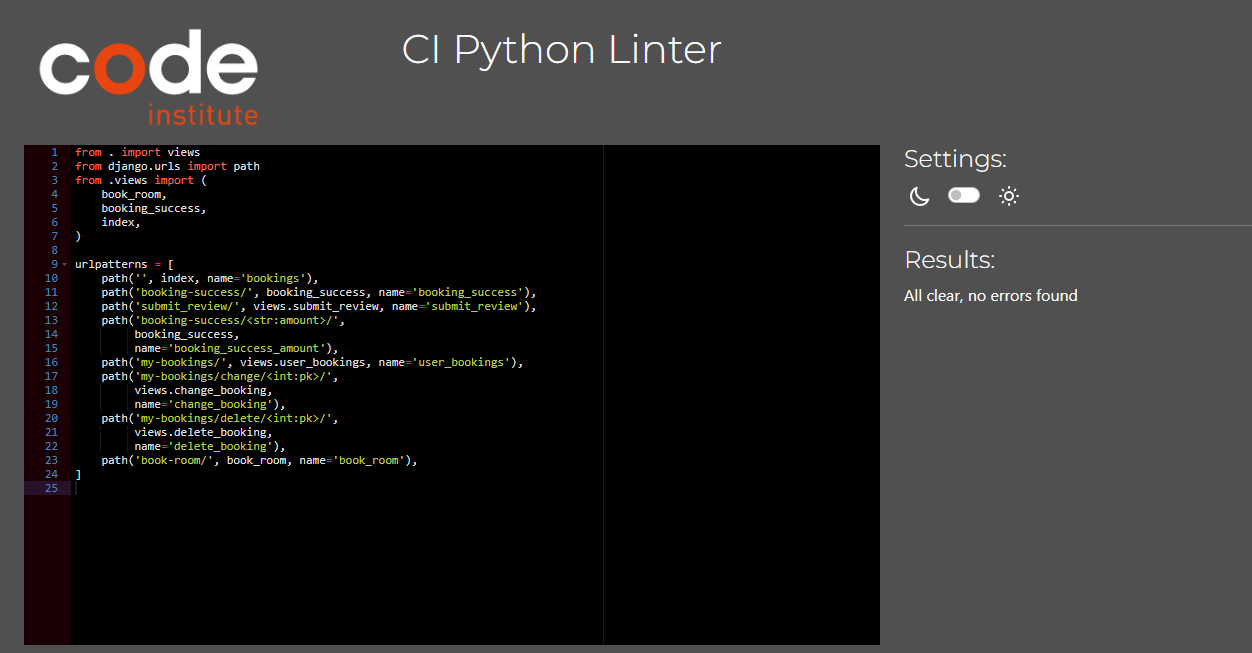 code
institute
CI Python Linter
1 from . import views
2 from django.urls import path
3 from .views import (
4     book_room,
5     booking_success,
6     index,
7 )
8
9 urlpatterns = [
10     path('', index, name='bookings'),
11     path('booking-success/', booking_success, name='booking_success'),
12     path('submit_review/', views.submit_review, name='submit_review'),
13     path('booking-success/<str:amount>/',
14          booking_success,
15          name='booking_success_amount'),
16     path('my-bookings/', views.user_bookings, name='user_bookings'),
17     path('my-bookings/change/<int:pk>/',
18          views.change_booking,
19          name='change_booking'),
20     path('my-bookings/delete/<int:pk>/',
21          views.delete_booking,
22          name='delete_booking'),
23     path('book-room/', book_room, name='book_room'),
24 ]
25
Settings:
Results:
All clear, no errors found